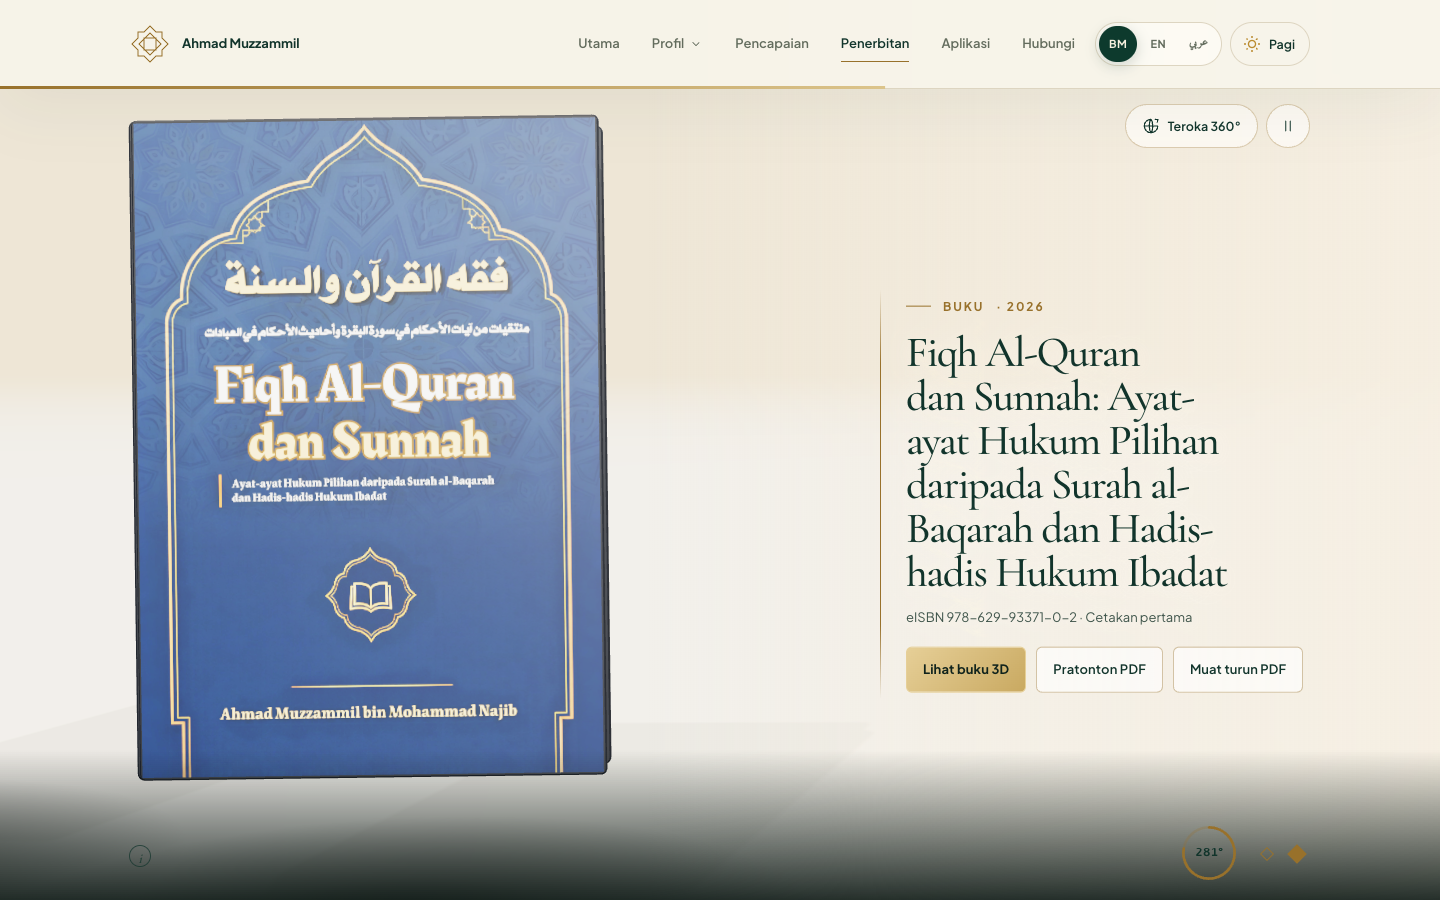 Ahmad Muzzammil
Utama
Profil
Pencapaian
Penerbitan
Aplikasi
Hubungi
BM
EN
عربي
Pagi
Teroka 360°
فقه القرآن والسنة
منتقيات من آيات الأحكام في سورة البقرة وأحاديث الأحكام في العبادات
Fiqh Al-Quran
dan Sunnah
Ayat-ayat Hukum Pilihan daripada Surah al-Baqarah
dan Hadis-hadis Hukum Ibadat
Ahmad Muzzammil bin Mohammad Najib
BUKU · 2026
Fiqh Al-Quran
dan Sunnah: Ayat-
ayat Hukum Pilihan
daripada Surah al-
Baqarah dan Hadis-
hadis Hukum Ibadat
eISBN 978-629-93371-0-2 · Cetakan pertama
Lihat buku 3D
Pratonton PDF
Muat turun PDF
i
281°